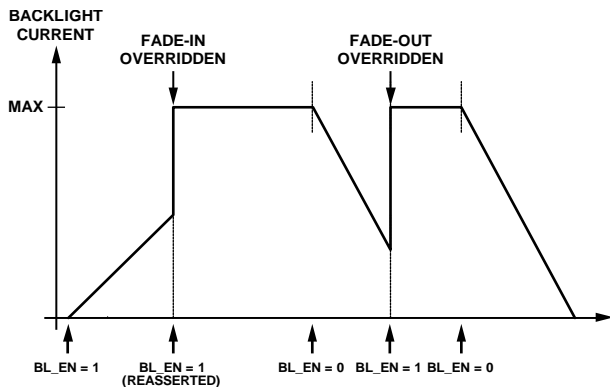 BACKLIGHT
CURRENT
FADE-IN
OVERRIDDEN
FADE-OUT
OVERRIDDEN
MAX
BL_EN = 1
BL_EN = 1
(REASSERTED)
BL_EN = 0
BL_EN = 1
BL_EN = 0